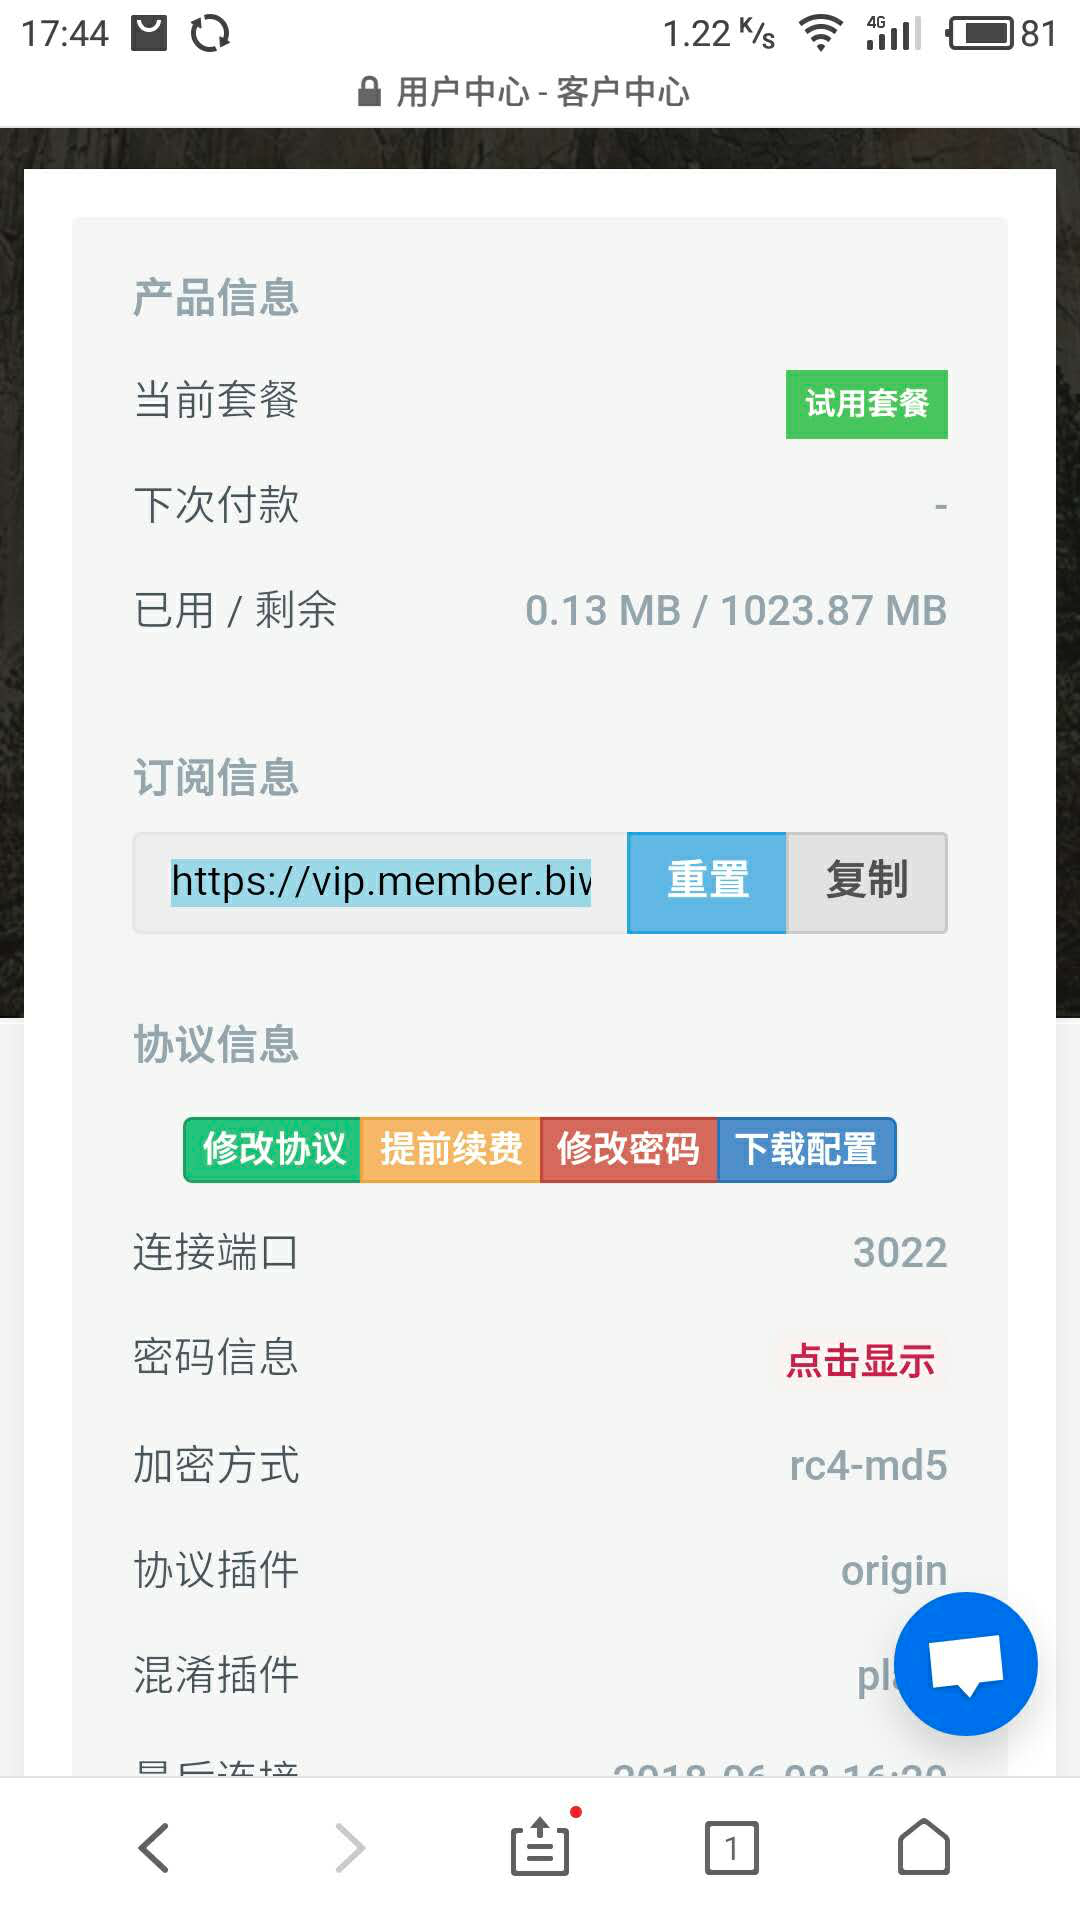 17:44 1.22 K/s 4G 81
用户中心 - 客户中心
产品信息
当前套餐 试用套餐
下次付款 -
已用 / 剩余 0.13 MB / 1023.87 MB
订阅信息
https://vip.member.biw 重置 复制
协议信息
修改协议 提前续费 修改密码 下载配置
连接端口 3022
密码信息 点击显示
加密方式 rc4-md5
协议插件 origin
混淆插件
最后连接
1